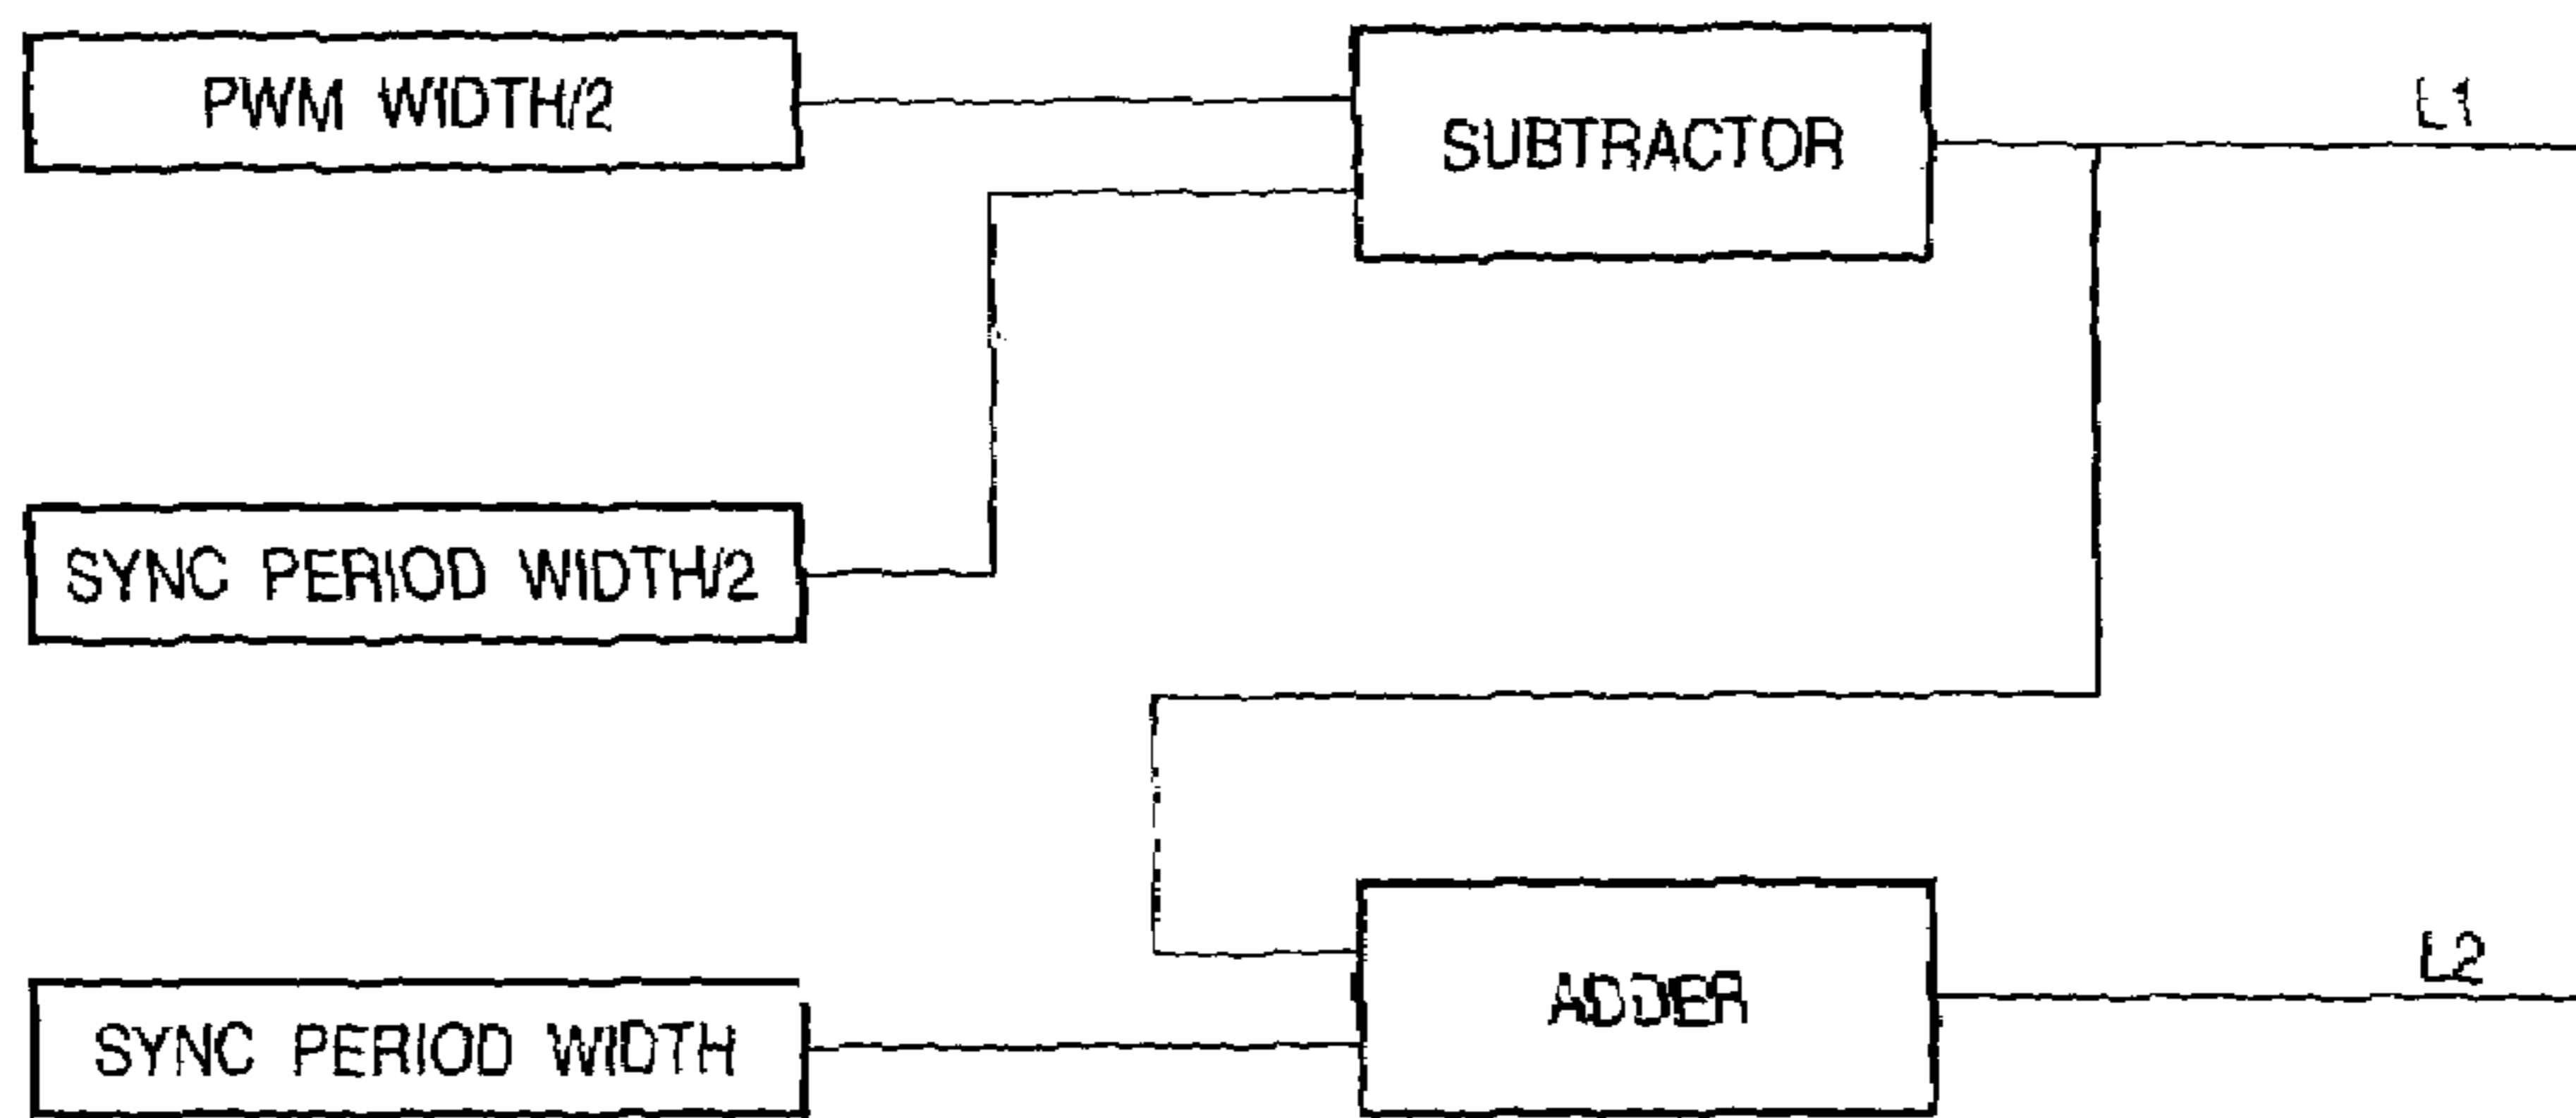 PWM WIDTH/2
SUBTRACTOR
L1
SYNC PERIOD WIDTH/2
L2
ADDER
SYNC PERIOD WIDTH